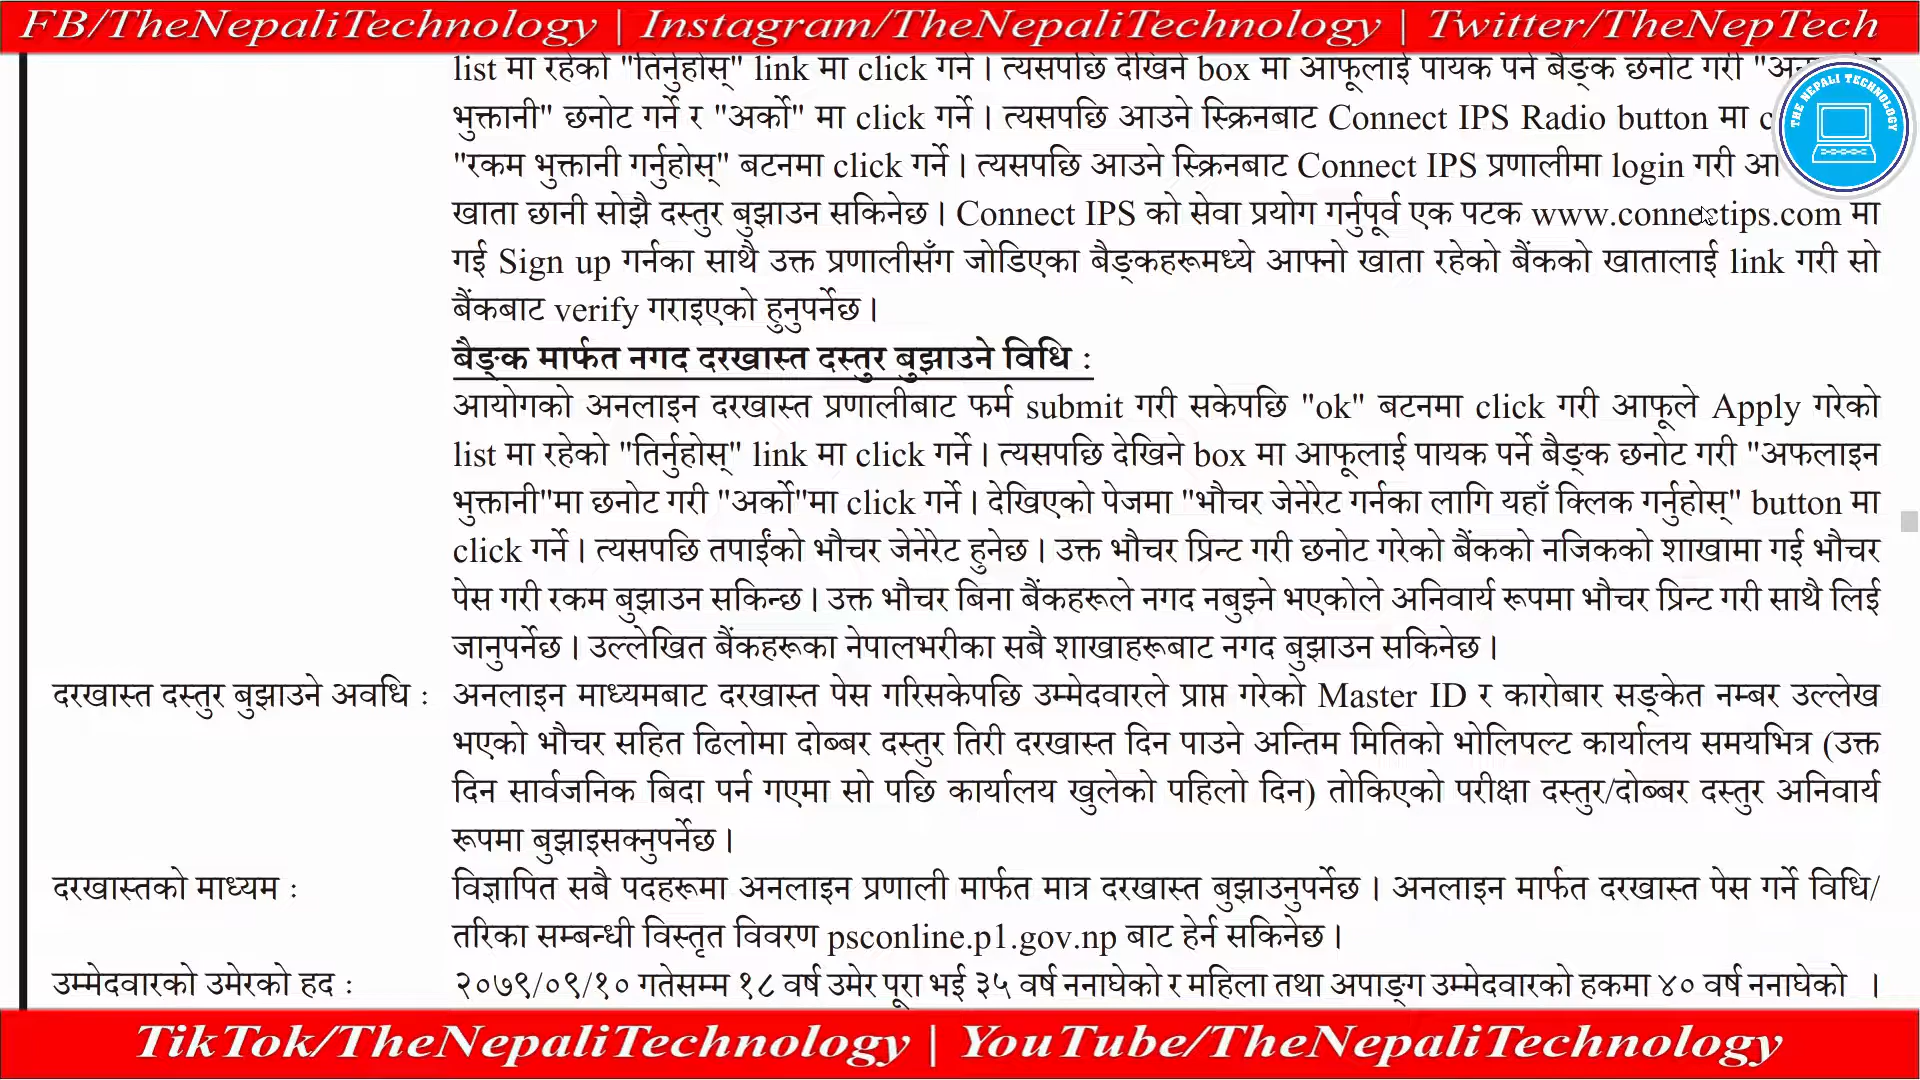 FB/TheNepaliTechnology | Instagram/TheNepaliTechnology | Twitter/TheNepTech
list मा रहेको "तिर्नुहोस्" link मा click गर्ने। त्यसपछि देखिने box मा आफूलाई पायक पर्ने बैङ्क छनोट गरी
भुक्तानी" छनोट गर्ने र "अर्को" मा click गर्ने। त्यसपछि आउने स्क्रिनबाट Connect IPS Radio button मा
"रकम भुक्तानी गर्नुहोस्" बटनमा click गर्ने। त्यसपछि आउने स्क्रिनबाट Connect IPS प्रणालीमा login गरी
खाता छानी सोझै दस्तुर बुझाउन सकिनेछ। Connect IPS को सेवा प्रयोग गर्नुपूर्व एक पटक www.connectips.com मा
गई Sign up गर्नका साथै उक्त प्रणालीसँग जोडिएका बैङ्कहरूमध्ये आफ्नो खाता रहेको बैंकको खातालाई link गरी सो
बैंकबाट verify गराइएको हुनुपर्नेछ।
बैङ्क मार्फत नगद दरखास्त दस्तुर बुझाउने विधि :
आयोगको अनलाइन दरखास्त प्रणालीबाट फर्म submit गरी सकेपछि "ok" बटनमा click गरी आफूले Apply गरेको
list मा रहेको "तिर्नुहोस्" link मा click गर्ने। त्यसपछि देखिने box मा आफूलाई पायक पर्ने बैङ्क छनोट गरी "अफलाइन
भुक्तानी"मा छनोट गरी "अर्को"मा click गर्ने। देखिएको पेजमा "भौचर जेनेरेट गर्नका लागि यहाँ क्लिक गर्नुहोस्" button मा
click गर्ने। त्यसपछि तपाईंको भौचर जेनेरेट हुनेछ। उक्त भौचर प्रिन्ट गरी छनोट गरेको बैंकको नजिकको शाखामा गई भौचर
पेस गरी रकम बुझाउन सकिन्छ। उक्त भौचर बिना बैंकहरूले नगद नबुझ्ने भएकोले अनिवार्य रूपमा भौचर प्रिन्ट गरी साथै लिई
जानुपर्नेछ। उल्लेखित बैंकहरूका नेपालभरीका सबै शाखाहरूबाट नगद बुझाउन सकिनेछ।
दरखास्त दस्तुर बुझाउने अवधि : अनलाइन माध्यमबाट दरखास्त पेस गरिसकेपछि उम्मेदवारले प्राप्त गरेको Master ID र कारोबार सङ्केत नम्बर उल्लेख
भएको भौचर सहित ढिलोमा दोब्बर दस्तुर तिरी दरखास्त दिन पाउने अन्तिम मितिको भोलिपल्ट कार्यालय समयभित्र (उक्त
दिन सार्वजनिक बिदा पर्न गएमा सो पछि कार्यालय खुलेको पहिलो दिन) तोकिएको परीक्षा दस्तुर/दोब्बर दस्तुर अनिवार्य
रूपमा बुझाइसक्नुपर्नेछ।
दरखास्तको माध्यम : विज्ञापित सबै पदहरूमा अनलाइन प्रणाली मार्फत मात्र दरखास्त बुझाउनुपर्नेछ। अनलाइन मार्फत दरखास्त पेस गर्ने विधि/
तरिका सम्बन्धी विस्तृत विवरण psconline.p1.gov.np बाट हेर्न सकिनेछ।
उम्मेदवारको उमेरको हद : २०७९/०९/१० गतेसम्म १८ वर्ष उमेर पूरा भई ३५ वर्ष ननाघेको र महिला तथा अपाङ्ग उम्मेदवारको हकमा ४० वर्ष ननाघेको ।
THE NEPALI TECHNOLOGY
TikTok/TheNepaliTechnology | YouTube/TheNepaliTechnology